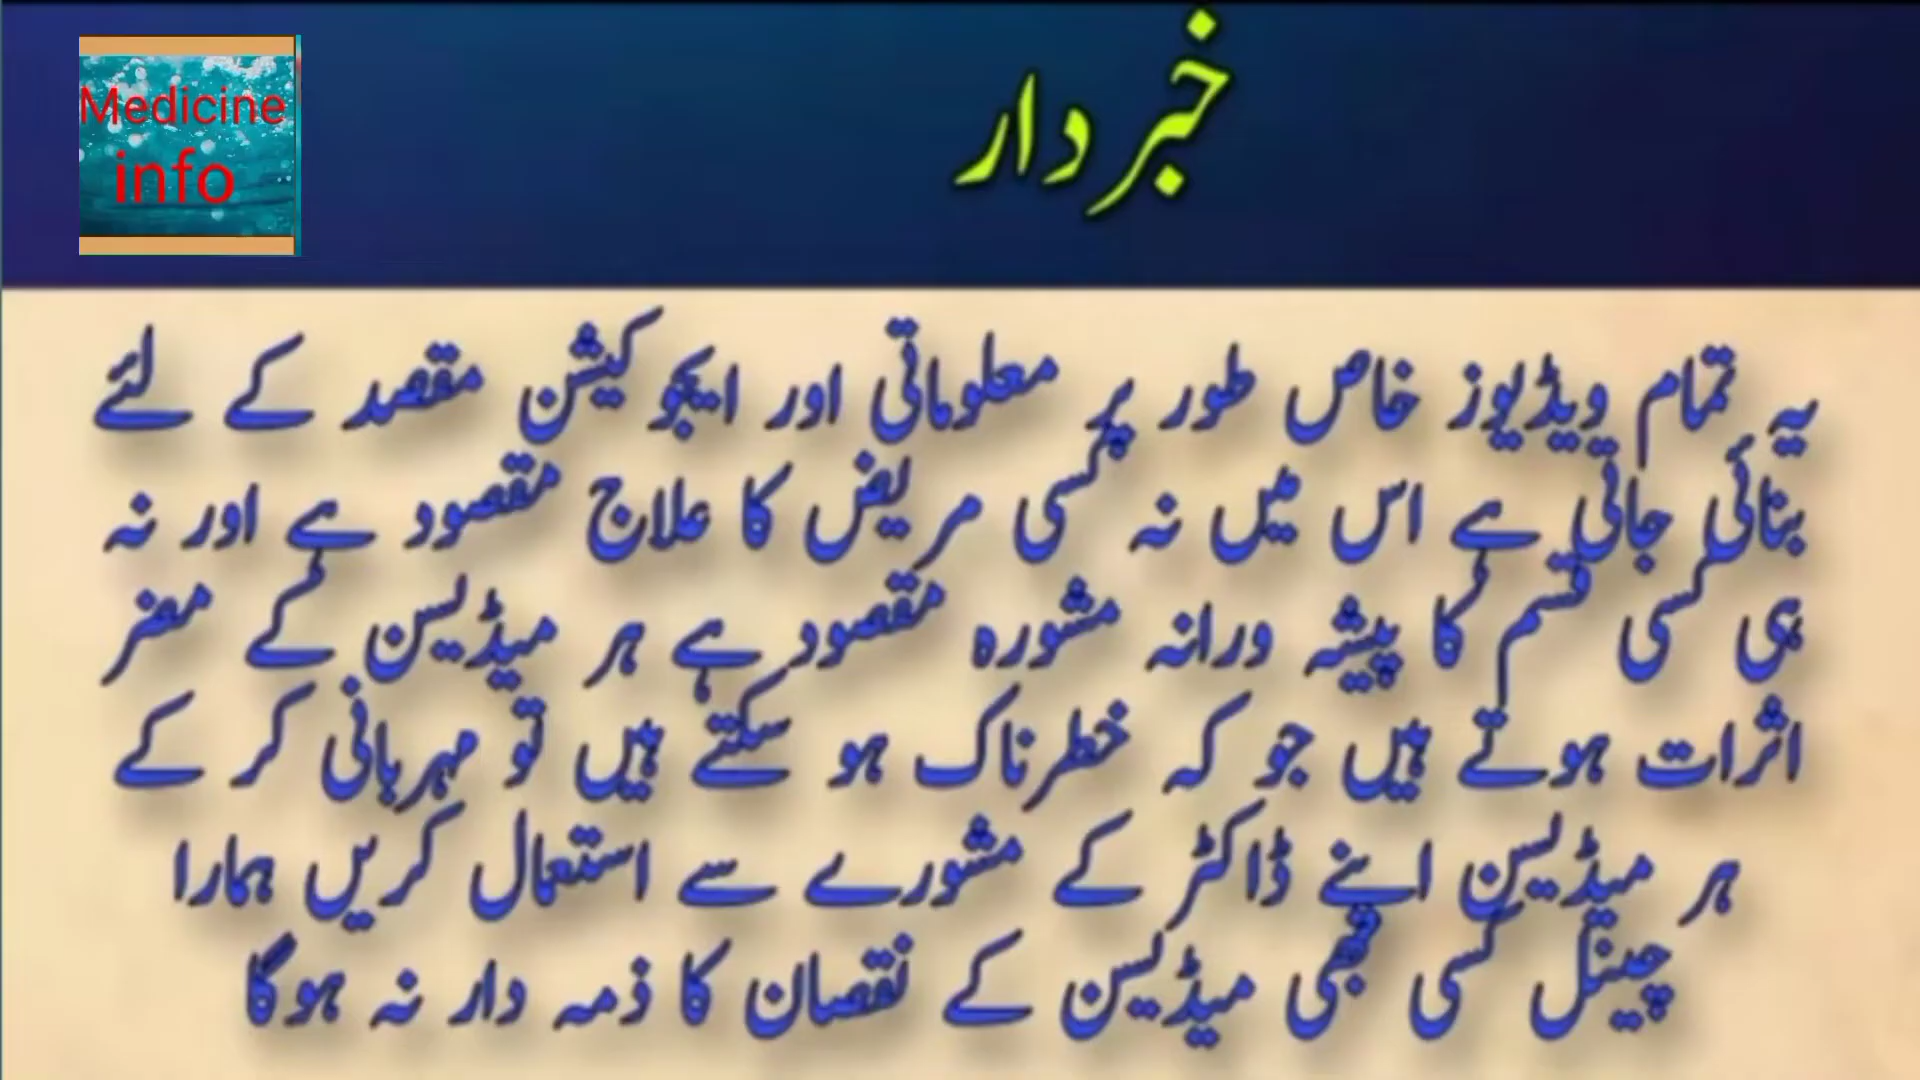 Medicine
info
خبردار
یہ تمام ویڈیوز خاص طور پر معلوماتی اور ایجوکیشن مقصد کے لئے
بنائی جاتی ہے اس میں نہ کسی مریض کا علاج مقصود ہے اور نہ
ہی کسی قسم کا پیشہ ورانہ مشورہ مقصود ہے ہر میڈیسن کے مضر
اثرات ہوتے ہیں جو کہ خطرناک ہو سکتے ہیں تو مہربانی کر کے
ہر میڈیسن اپنے ڈاکٹر کے مشورے سے استعمال کریں ہمارا
چینل کسی بھی میڈیسن کے نقصان کا ذمہ دار نہ ہوگا